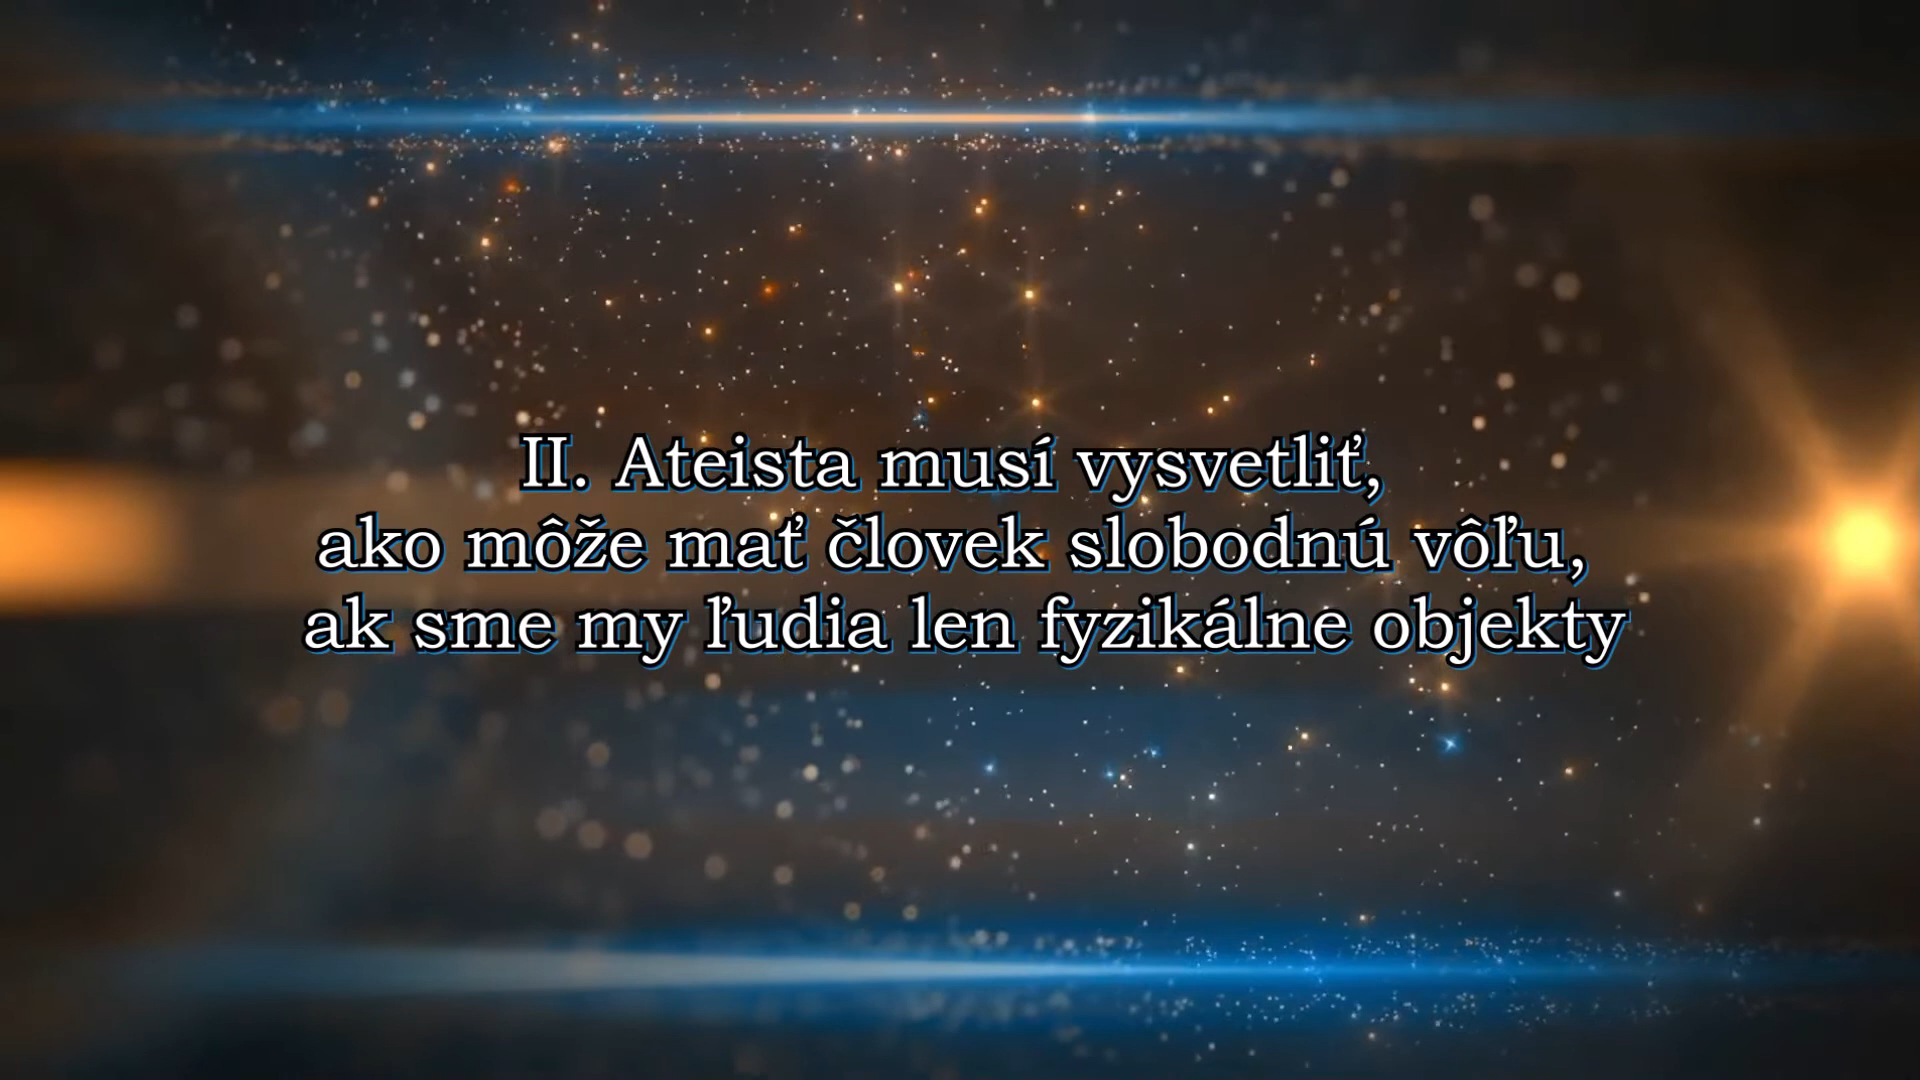 II. Ateista musí vysvetliť,
ako môže mať človek slobodnú vôľu,
ak sme my ľudia len fyzikálne objekty